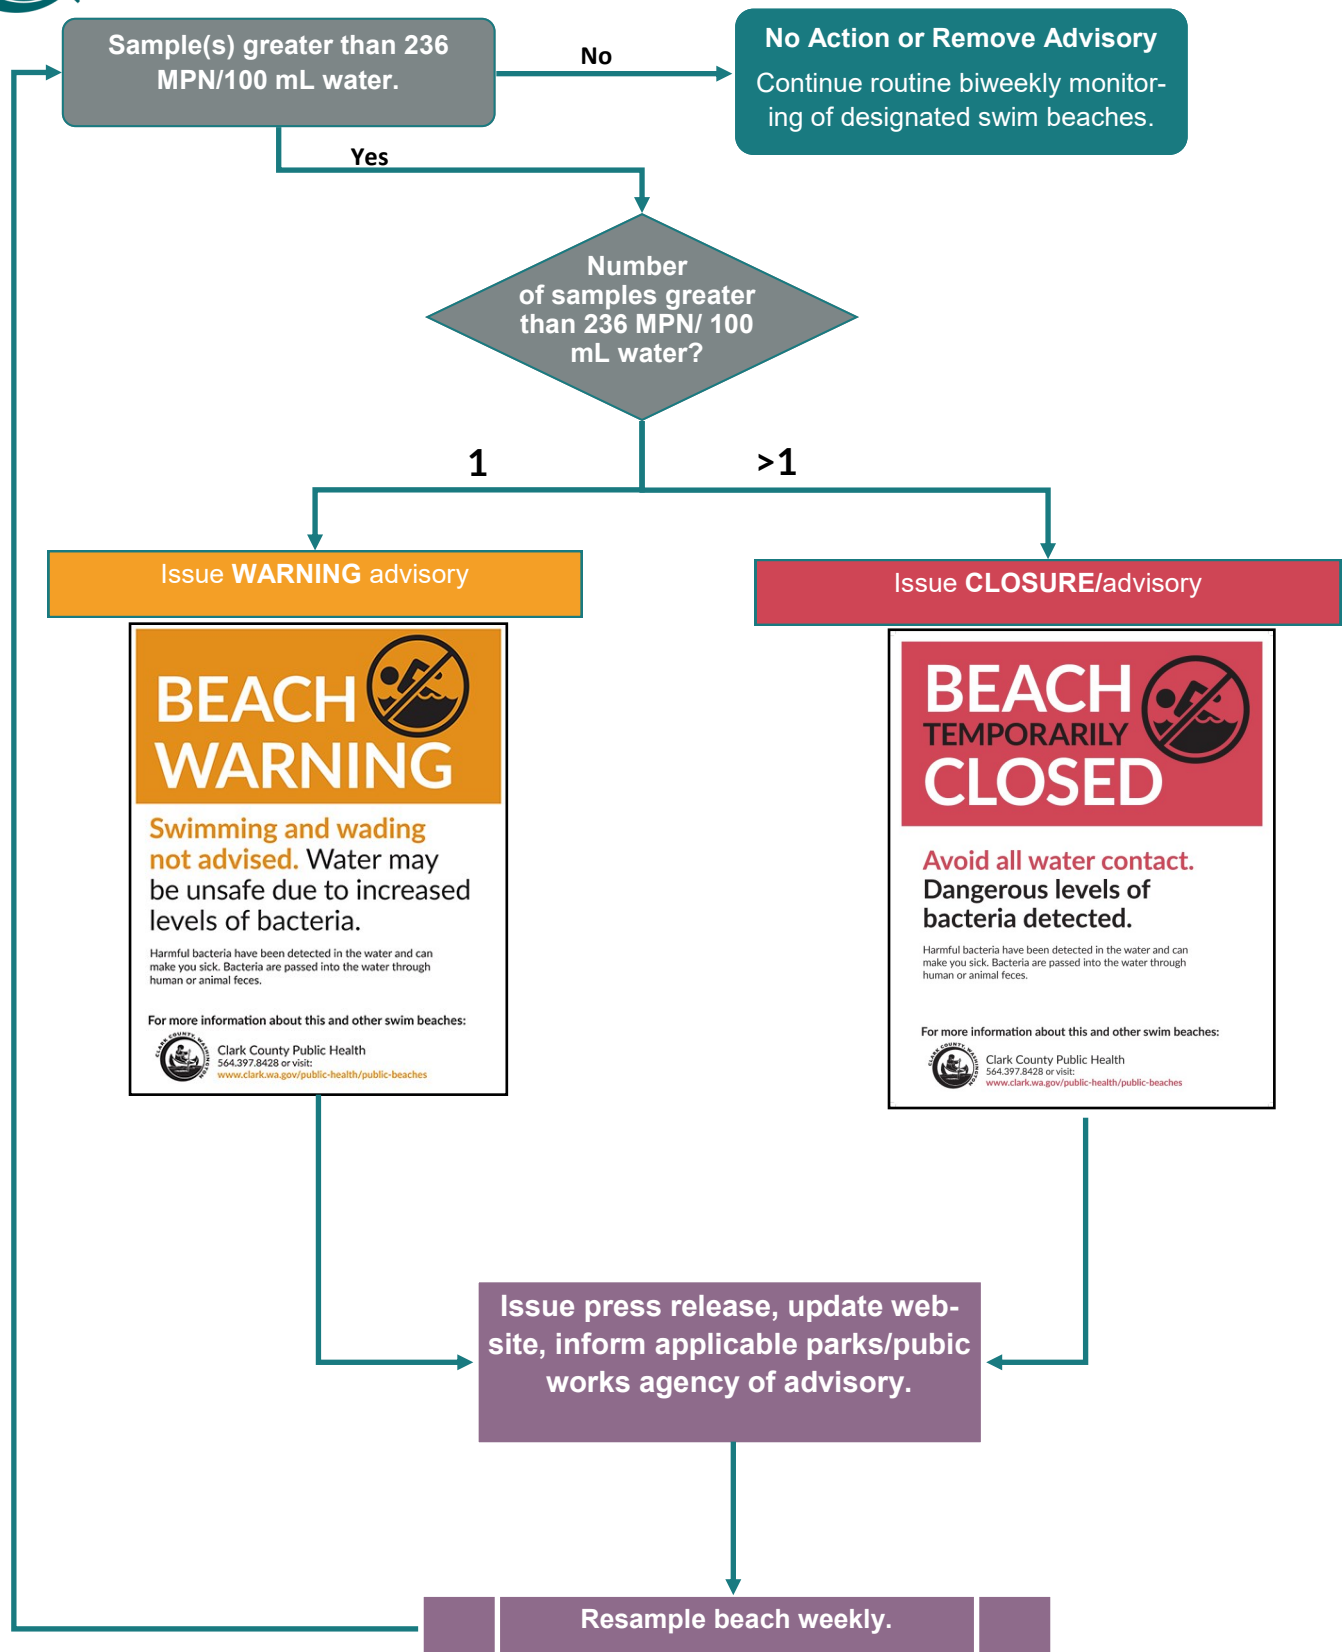 Sample(s) greater than 236
MPN/100 mL water.
No
No Action or Remove Advisory
Continue routine biweekly monitor-
ing of designated swim beaches.
Yes
Number
of samples greater
than 236 MPN/ 100
mL water?
1
>1
Issue WARNING advisory
Issue CLOSURE/advisory
BEACH
WARNING
Swimming and wading
not advised. Water may
be unsafe due to increased
levels of bacteria.
Harmful bacteria have been detected in the water and can
make you sick. Bacteria are passed into the water through
human or animal feces.
For more information about this and other swim beaches:
CLARK COUNTY, WASHINGTON
Clark County Public Health
564.397.8428 or visit:
www.clark.wa.gov/public-health/public-beaches
BEACH
TEMPORARILY
CLOSED
Avoid all water contact.
Dangerous levels of
bacteria detected.
Harmful bacteria have been detected in the water and can
make you sick. Bacteria are passed into the water through
human or animal feces.
For more information about this and other swim beaches:
CLARK COUNTY, WASHINGTON
Clark County Public Health
564.397.8428 or visit:
www.clark.wa.gov/public-health/public-beaches
Issue press release, update web-
site, inform applicable parks/pubic
works agency of advisory.
Resample beach weekly.